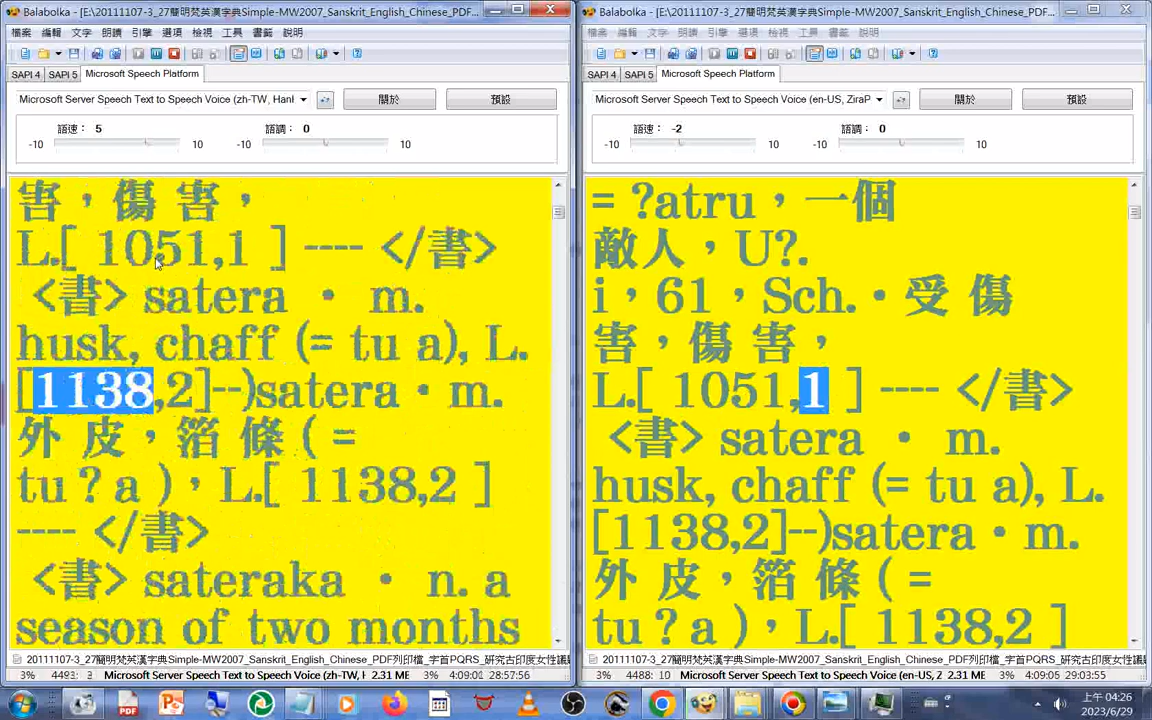 Balabolka - [E:\20111107-3_27簡明梵英漢字典Simple-MW2007_Sanskrit_English_Chinese_PDF...
檔案 編輯 文字 朗讀 引擎 選項 檢視 工具 書籤 說明
SAPI 4 SAPI 5 Microsoft Speech Platform
Microsoft Server Speech Text to Speech Voice (zh-TW, Hanl
關於 預設
語速： 5 語調： 0
-10 10 -10 10
害，傷 害，
L.[ 1051,1 ] ---- </書>
<書> satera • m.
husk, chaff (= tu a), L.
[1138,2]--)satera • m.
外 皮，箔 條 ( =
tu ? a ) , L.[ 1138,2 ]
---- </書>
<書> sateraka • n. a
season of two months
20111107-3_27簡明梵英漢字典Simple-MW2007_Sanskrit_English_Chinese_PDF列印檔_字首PQRS_研究古印度女性議
3% 4493: 3 Microsoft Server Speech Text to Speech Voice (zh-TW, H 2.31 ME 3% 4:09:01 28:57:56
Balabolka - [E:\20111107-3_27簡明梵英漢字典Simple-MW2007_Sanskrit_English_Chinese_PDF...
檔案 編輯 文字 朗讀 引擎 選項 檢視 工具 書籤 說明
SAPI 4 SAPI 5 Microsoft Speech Platform
Microsoft Server Speech Text to Speech Voice (en-US, ZiraP
關於 預設
語速： -2 語調： 0
-10 10 -10 10
= ?atru，一個
敵人，U?.
i，61，Sch.•受 傷
害，傷 害，
L.[ 1051,1 ] ---- </書>
<書> satera • m.
husk, chaff (= tu a), L.
[1138,2]--)satera • m.
外 皮，箔 條 ( =
tu ? a ) , L.[ 1138,2 ]
20111107-3_27簡明梵英漢字典Simple-MW2007_Sanskrit_English_Chinese_PDF列印檔_字首PQRS_研究古印度女性議
3% 4488: 4 Microsoft Server Speech Text to Speech Voice (en-US, Z 2.31 ME 3% 4:09:05 29:03:55
上午 04:26
2023/6/29